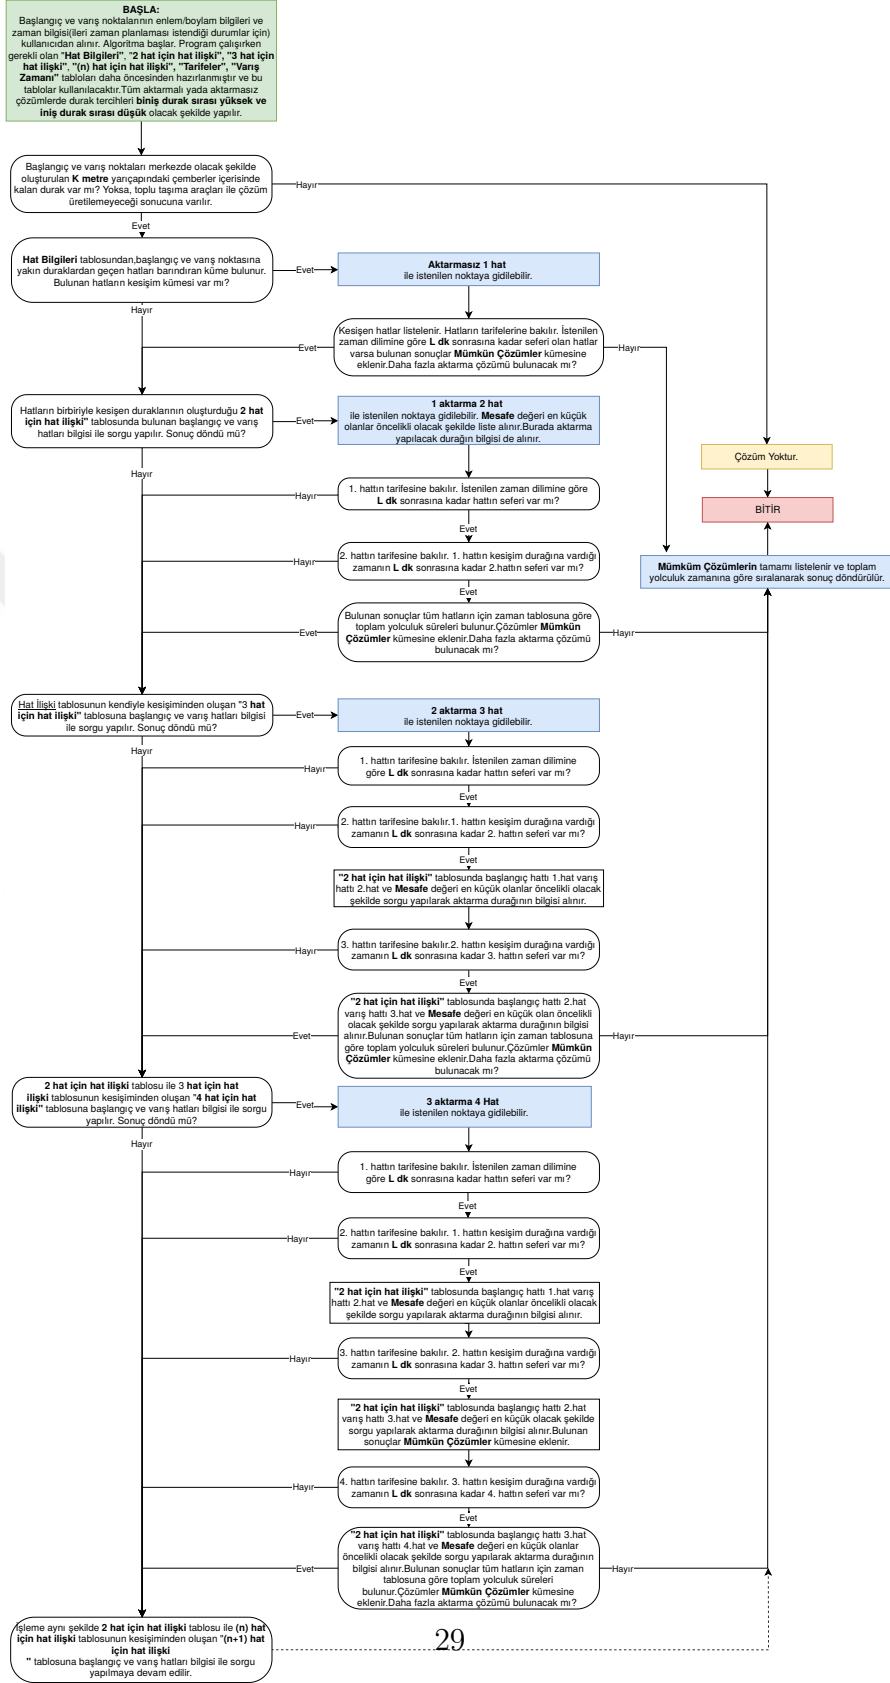 BAŞLA:
Başlangıç ve varış noktalarının enlem/boylam bilgileri ve
zaman bilgisi(ileri zaman planlaması istendiği durumlar için)
kullanıcıdan alınır. Algoritma başlar. Program çalışırken
gerekli olan "Hat Bilgileri", "2 hat için hat ilişki", "3 hat için
hat ilişki", "(n) hat için hat ilişki", "Tarifeler", "Varış
Zamanı" tabloları daha öncesinden hazırlanmıştır ve bu
tablolar kullanılacaktır.Tüm aktarmalı yada aktarmasız
çözümlerde durak tercihleri biniş durak sırası yüksek ve
iniş durak sırası düşük olacak şekilde yapılır.
Başlangıç ve varış noktaları merkezde olacak şekilde
oluşturulan K metre yarıçapındaki çemberler içerisinde
kalan durak var mı? Yoksa, toplu taşıma araçları ile çözüm
üretilemeyeceği sonucuna varılır.
Hayır
Evet
Hat Bilgileri tablosundan,başlangıç ve varış noktasına
yakın duraklardan geçen hatları barındıran küme bulunur.
Bulunan hatların kesişim kümesi var mı?
Evet
Aktarmasız 1 hat
ile istenilen noktaya gidilebilir.
Hayır
Kesişen hatlar listelenir. Hatların tarifelerine bakılır. İstenilen
zaman dilimine göre L dk sonrasına kadar seferi olan hatlar
varsa bulunan sonuçlar Mümkün Çözümler kümesine
eklenir.Daha fazla aktarma çözümü bulunacak mı?
Evet
Hayır
Hatların birbiriyle kesişen duraklarının oluşturduğu 2 hat
için hat ilişki" tablosunda bulunan başlangıç ve varış
hatları bilgisi ile sorgu yapılır. Sonuç döndü mü?
Evet
1 aktarma 2 hat
ile istenilen noktaya gidilebilir. Mesafe değeri en küçük
olanlar öncelikli olacak şekilde liste alınır.Burada aktarma
yapılacak durağın bilgisi de alınır.
Çözüm Yoktur.
Hayır
1. hattın tarifesine bakılır. İstenilen zaman dilimine göre
L dk sonrasına kadar hattın seferi var mı?
Hayır
BİTİR
Evet
2. hattın tarifesine bakılır. 1. hattın kesişim durağına vardığı
zamanın L dk sonrasına kadar 2.hattın seferi var mı?
Hayır
Mümküm Çözümlerin tamamı listelenir ve toplam
yolculuk zamanına göre sıralanarak sonuç döndürülür.
Evet
Bulunan sonuçlar tüm hatların için zaman tablosuna göre
toplam yolculuk süreleri bulunur.Çözümler Mümkün
Çözümler kümesine eklenir.Daha fazla aktarma çözümü
bulunacak mı?
Evet
Hayır
Hat İlişki tablosunun kendiyle kesişiminden oluşan "3 hat
için hat ilişki" tablosuna başlangıç ve varış hatları bilgisi
ile sorgu yapılır. Sonuç döndü mü?
Evet
2 aktarma 3 hat
ile istenilen noktaya gidilebilir.
Hayır
1. hattın tarifesine bakılır. İstenilen zaman dilimine
göre L dk sonrasına kadar hattın seferi var mı?
Hayır
Evet
2. hattın tarifesine bakılır.1. hattın kesişim durağına vardığı
zamanın L dk sonrasına kadar 2. hattın seferi var mı?
Hayır
Evet
"2 hat için hat ilişki" tablosunda başlangıç hattı 1.hat varış
hattı 2.hat ve Mesafe değeri en küçük olanlar öncelikli olacak
şekilde sorgu yapılarak aktarma durağının bilgisi alınır.
3. hattın tarifesine bakılır.2. hattın kesişim durağına vardığı
zamanın L dk sonrasına kadar 3. hattın seferi var mı?
Hayır
Evet
"2 hat için hat ilişki" tablosunda başlangıç hattı 2.hat
varış hattı 3.hat ve Mesafe değeri en küçük olan öncelikli
olacak şekilde sorgu yapılarak aktarma durağının bilgisi
alınır.Bulunan sonuçlar tüm hatların için zaman tablosuna
göre toplam yolculuk süreleri bulunur.Çözümler Mümkün
Çözümler kümesine eklenir.Daha fazla aktarma çözümü
bulunacak mı?
Evet
Hayır
2 hat için hat ilişki tablosu ile 3 hat için hat
ilişki tablosunun kesişiminden oluşan "4 hat için hat
ilişki" tablosuna başlangıç ve varış hatları bilgisi ile sorgu
yapılır. Sonuç döndü mü?
Evet
3 aktarma 4 Hat
ile istenilen noktaya gidilebilir.
Hayır
1. hattın tarifesine bakılır. İstenilen zaman dilimine
göre L dk sonrasına kadar hattın seferi var mı?
Hayır
Evet
2. hattın tarifesine bakılır. 1. hattın kesişim durağına vardığı
zamanın L dk sonrasına kadar 2. hattın seferi var mı?
Hayır
Evet
"2 hat için hat ilişki" tablosunda başlangıç hattı 1.hat varış
hattı 2.hat ve Mesafe değeri en küçük olanlar öncelikli olacak
şekilde sorgu yapılarak aktarma durağının bilgisi alınır.
3. hattın tarifesine bakılır. 2. hattın kesişim durağına vardığı
zamanın L dk sonrasına kadar 3. hattın seferi var mı?
Hayır
Evet
"2 hat için hat ilişki" tablosunda başlangıç hattı 2.hat
varış hattı 3.hat ve Mesafe değeri en küçük olacak şekilde
sorgu yapılarak aktarma durağının bilgisi alınır.Bulunan
sonuçlar Mümkün Çözümler kümesine eklenir.
4. hattın tarifesine bakılır. 3. hattın kesişim durağına vardığı
zamanın L dk sonrasına kadar 4. hattın seferi var mı?
Hayır
Evet
"2 hat için hat ilişki" tablosunda başlangıç hattı 3.hat
varış hattı 4.hat ve Mesafe değeri en küçük olanlar
öncelikli olacak şekilde sorgu yapılarak aktarma durağının
bilgisi alınır.Bulunan sonuçlar tüm hatların için zaman
tablosuna göre toplam yolculuk süreleri
bulunur.Çözümler Mümkün Çözümler kümesine
eklenir.Daha fazla aktarma çözümü bulunacak mı?
Evet
Hayır
İşleme aynı şekilde 2 hat için hat ilişki tablosu ile (n) hat
için hat ilişki tablosunun kesişiminden oluşan "(n+1) hat
için hat ilişki
" tablosuna başlangıç ve varış hatları bilgisi ile sorgu
yapılmaya devam edilir.
29